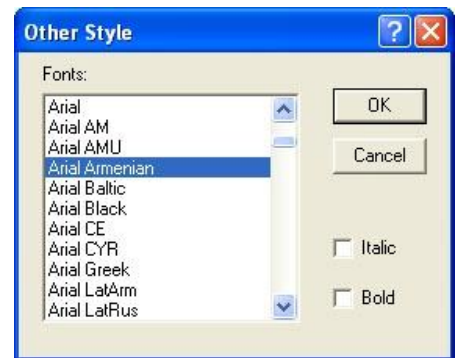 Other Style
Fonts:
Arial
Arial AM
Arial AMU
Arial Armenian
Arial Baltic
Arial Black
Arial CE
Arial CYR
Arial Greek
Arial LatArm
Arial LatRus
OK
Cancel
Italic
Bold